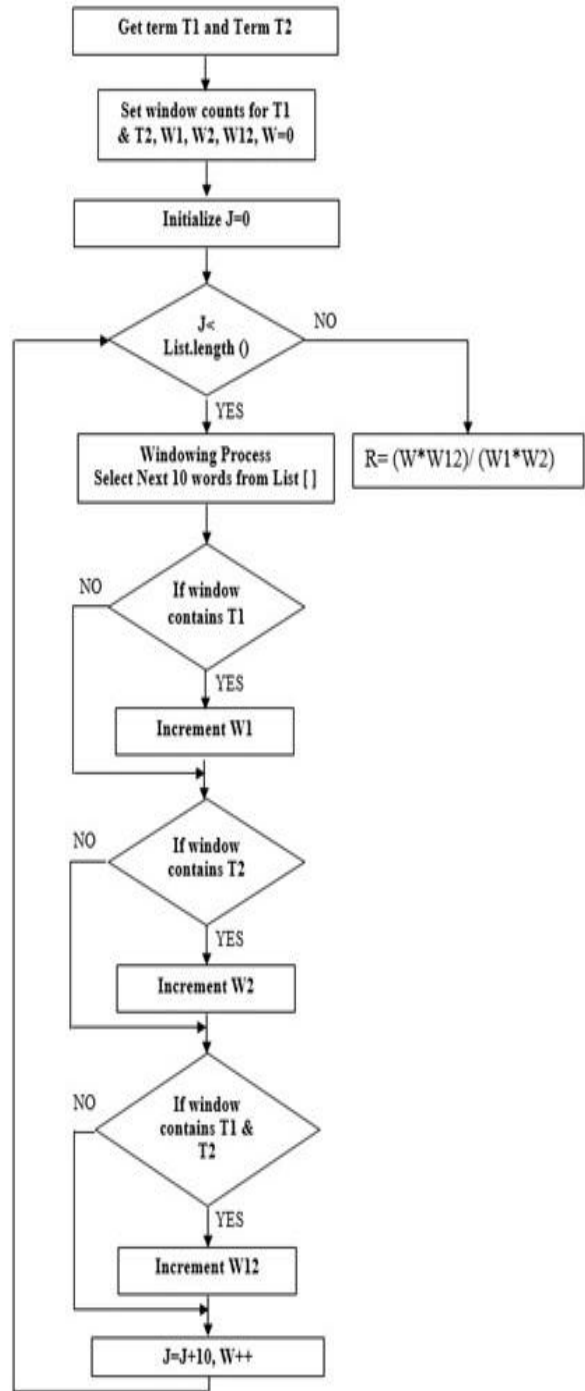 Get term T1 and Term T2
Set window counts for T1
& T2, W1, W2, W12, W=0
Initialize J=0
J<
List.length ()
NO
YES
Windowing Process
Select Next 10 words from List [ ]
R= (W*W12)/ (W1*W2)
If window
contains T1
NO
YES
Increment W1
If window
contains T2
NO
YES
Increment W2
If window
contains T1 &
T2
NO
YES
Increment W12
J=J+10, W++